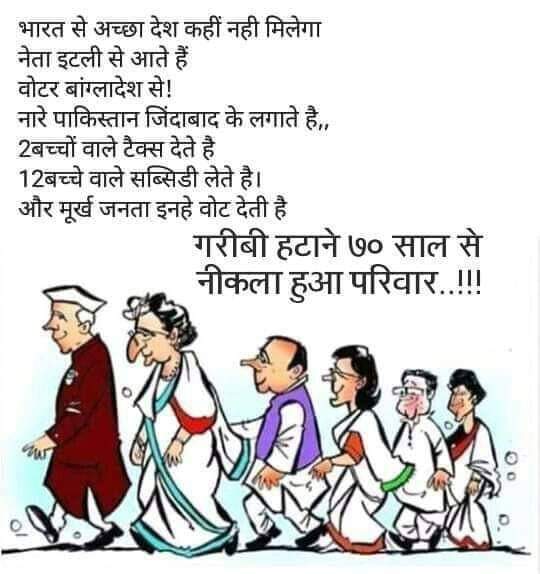 भारत से अच्छा देश कहीं नही मिलेगा
नेता इटली से आते हैं
वोटर बांग्लादेश से!
नारे पाकिस्तान जिंदाबाद के लगाते है,,
2बच्चों वाले टैक्स देते है
12बच्चे वाले सब्सिडी लेते है।
और मूर्ख जनता इनहे वोट देती है
गरीबी हटाने ७० साल से
नीकला हुआ परिवार..!!!